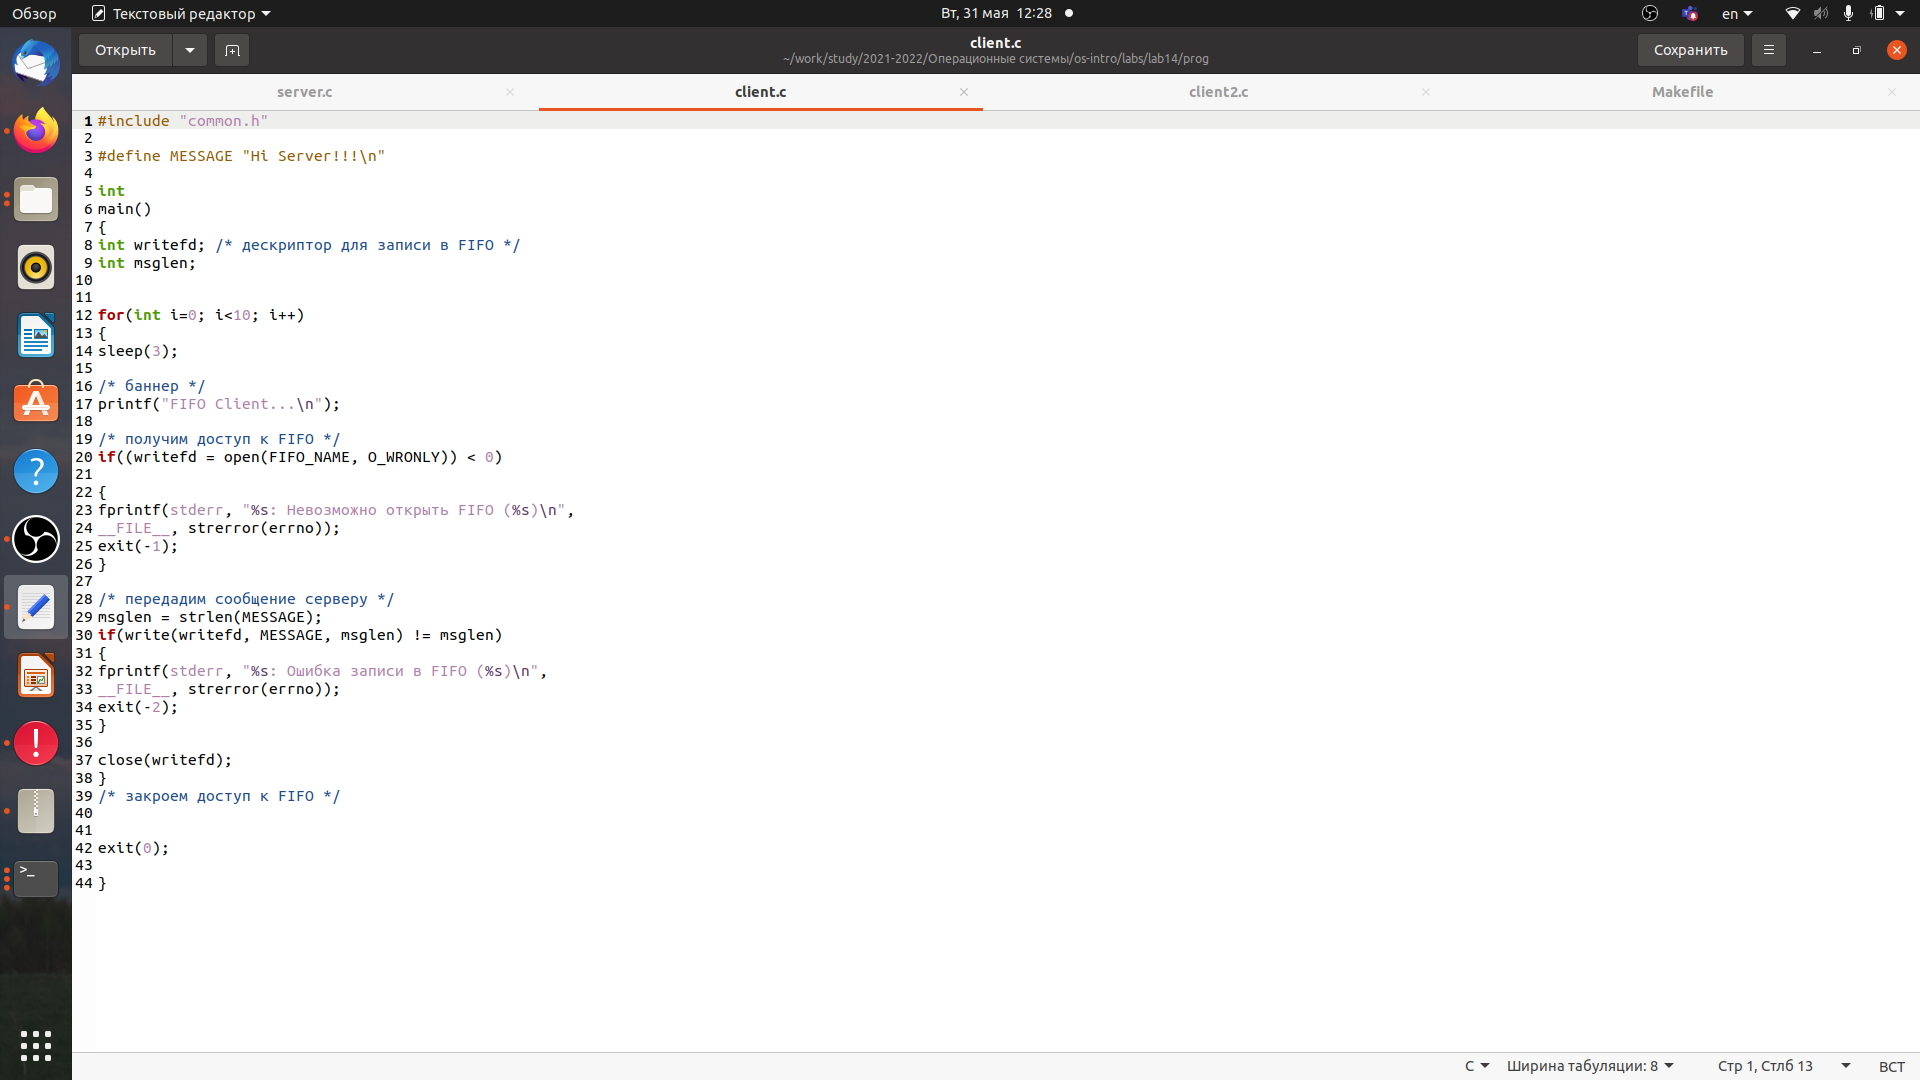 Обзор
Текстовый редактор
Вт, 31 мая 12:28
en
Открыть
client.c
~/work/study/2021-2022/Операционные системы/os-intro/labs/lab14/prog
Сохранить
server.c
client.c
client2.c
Makefile
1 #include "common.h"
2
3 #define MESSAGE "Hi Server!!!\n"
4
5 int
6 main()
7 {
8 int writefd; /* дескриптор для записи в FIFO */
9 int msglen;
10
11
12 for(int i=0; i<10; i++)
13 {
14 sleep(3);
15
16 /* баннер */
17 printf("FIFO Client...\n");
18
19 /* получим доступ к FIFO */
20 if((writefd = open(FIFO_NAME, O_WRONLY)) < 0)
21
22 {
23 fprintf(stderr, "%s: Невозможно открыть FIFO (%s)\n",
24 __FILE__, strerror(errno));
25 exit(-1);
26 }
27
28 /* передадим сообщение серверу */
29 msglen = strlen(MESSAGE);
30 if(write(writefd, MESSAGE, msglen) != msglen)
31 {
32 fprintf(stderr, "%s: Ошибка записи в FIFO (%s)\n",
33 __FILE__, strerror(errno));
34 exit(-2);
35 }
36
37 close(writefd);
38 }
39 /* закроем доступ к FIFO */
40
41
42 exit(0);
43
44 }
C
Ширина табуляции: 8
Стр 1, Стлб 13
ВСТ